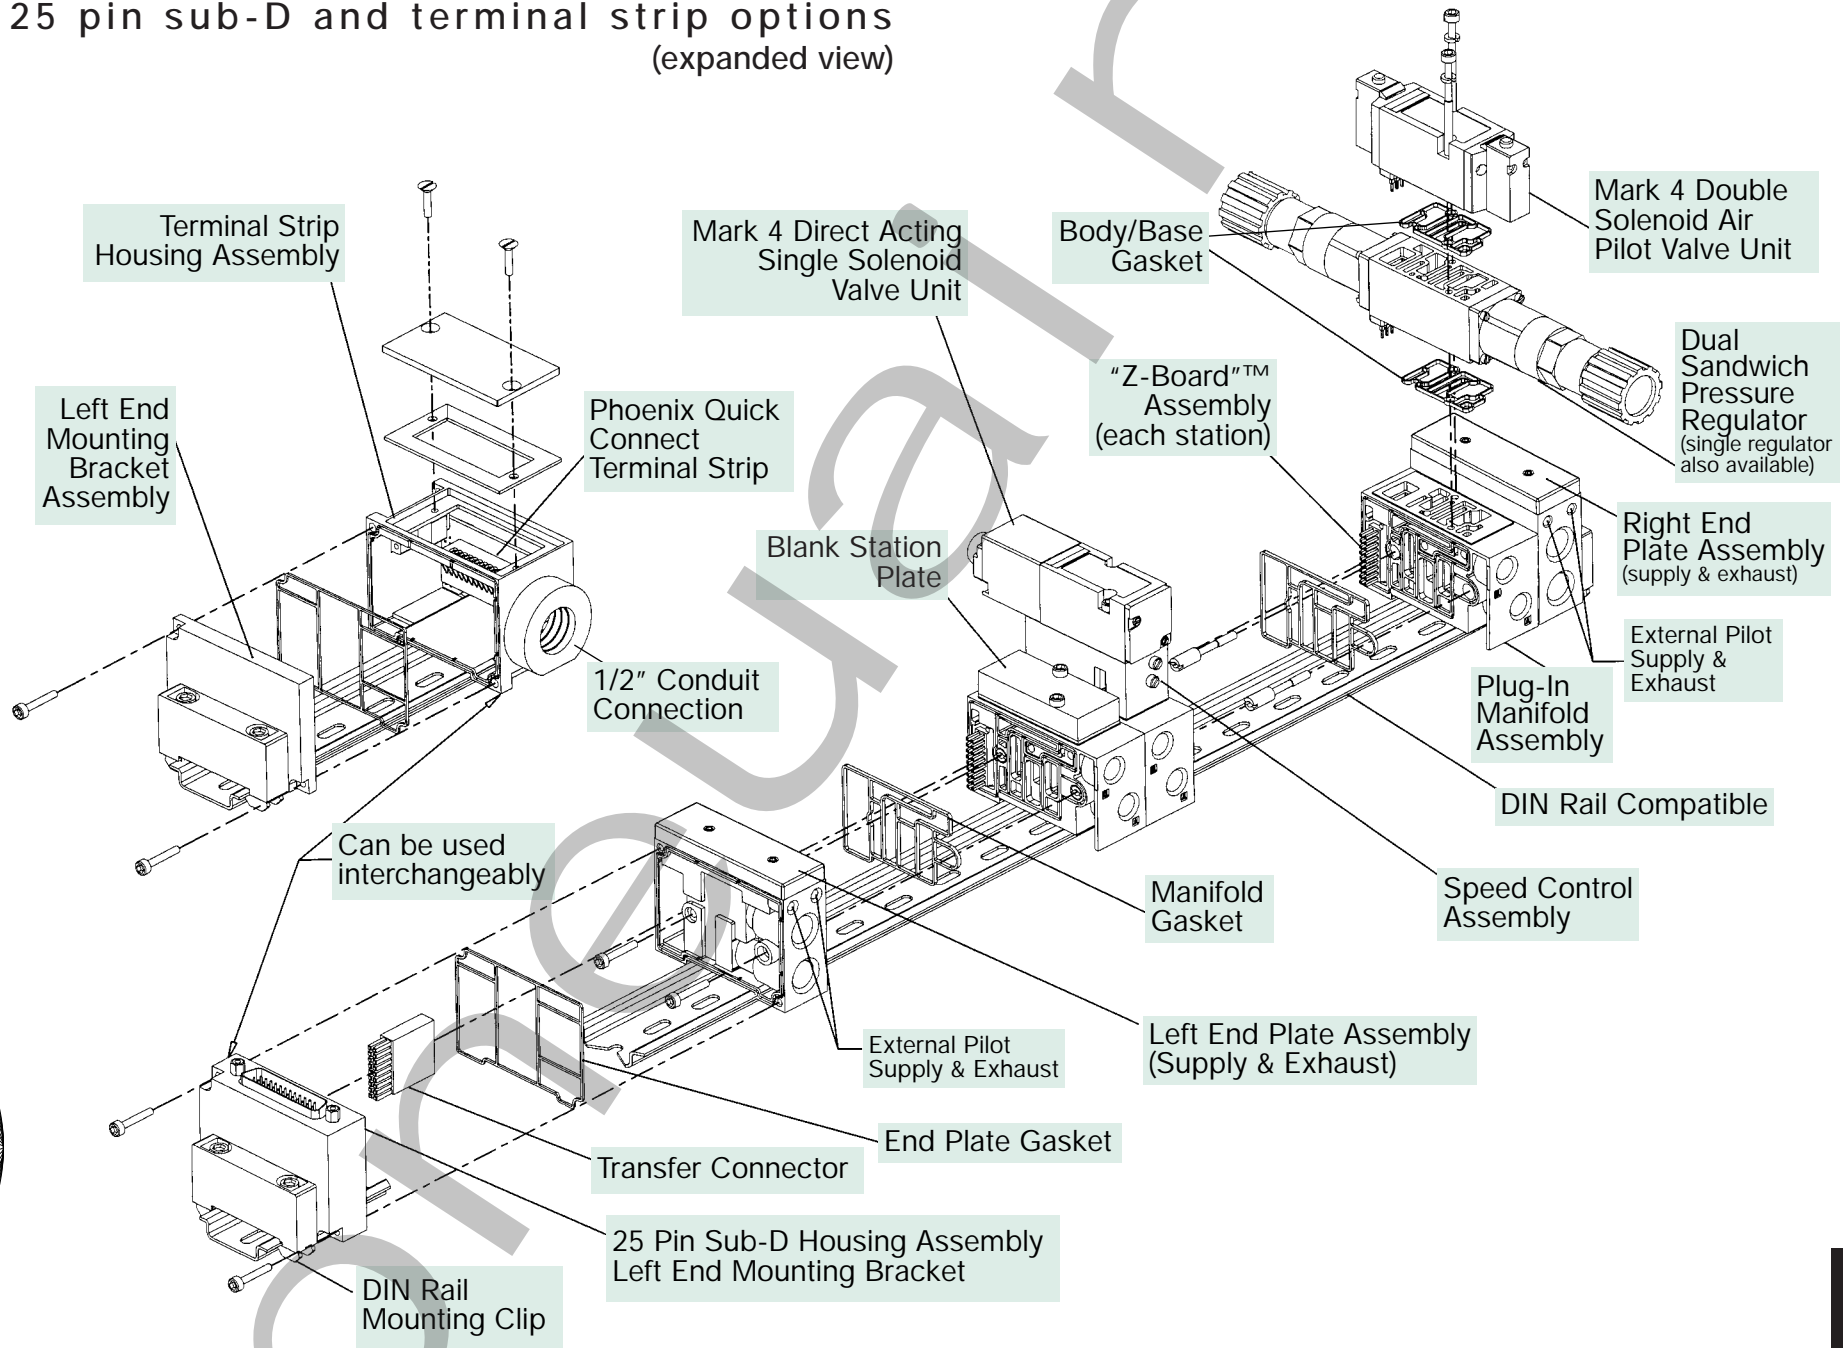 25 pin sub-D and terminal strip options
(expanded view)
Terminal Strip
Housing Assembly
Left End
Mounting
Bracket
Assembly
Phoenix Quick
Connect
Terminal Strip
1/2" Conduit
Connection
Can be used
interchangeably
Mark 4 Direct Acting
Single Solenoid
Valve Unit
Blank Station
Plate
Body/Base
Gasket
"Z-Board"™
Assembly
(each station)
Mark 4 Double
Solenoid Air
Pilot Valve Unit
Dual
Sandwich
Pressure
Regulator
(single regulator
also available)
Right End
Plate Assembly
(supply & exhaust)
External Pilot
Supply &
Exhaust
Plug-In
Manifold
Assembly
DIN Rail Compatible
Speed Control
Assembly
Manifold
Gasket
Left End Plate Assembly
(Supply & Exhaust)
External Pilot
Supply & Exhaust
End Plate Gasket
Transfer Connector
25 Pin Sub-D Housing Assembly
Left End Mounting Bracket
DIN Rail
Mounting Clip